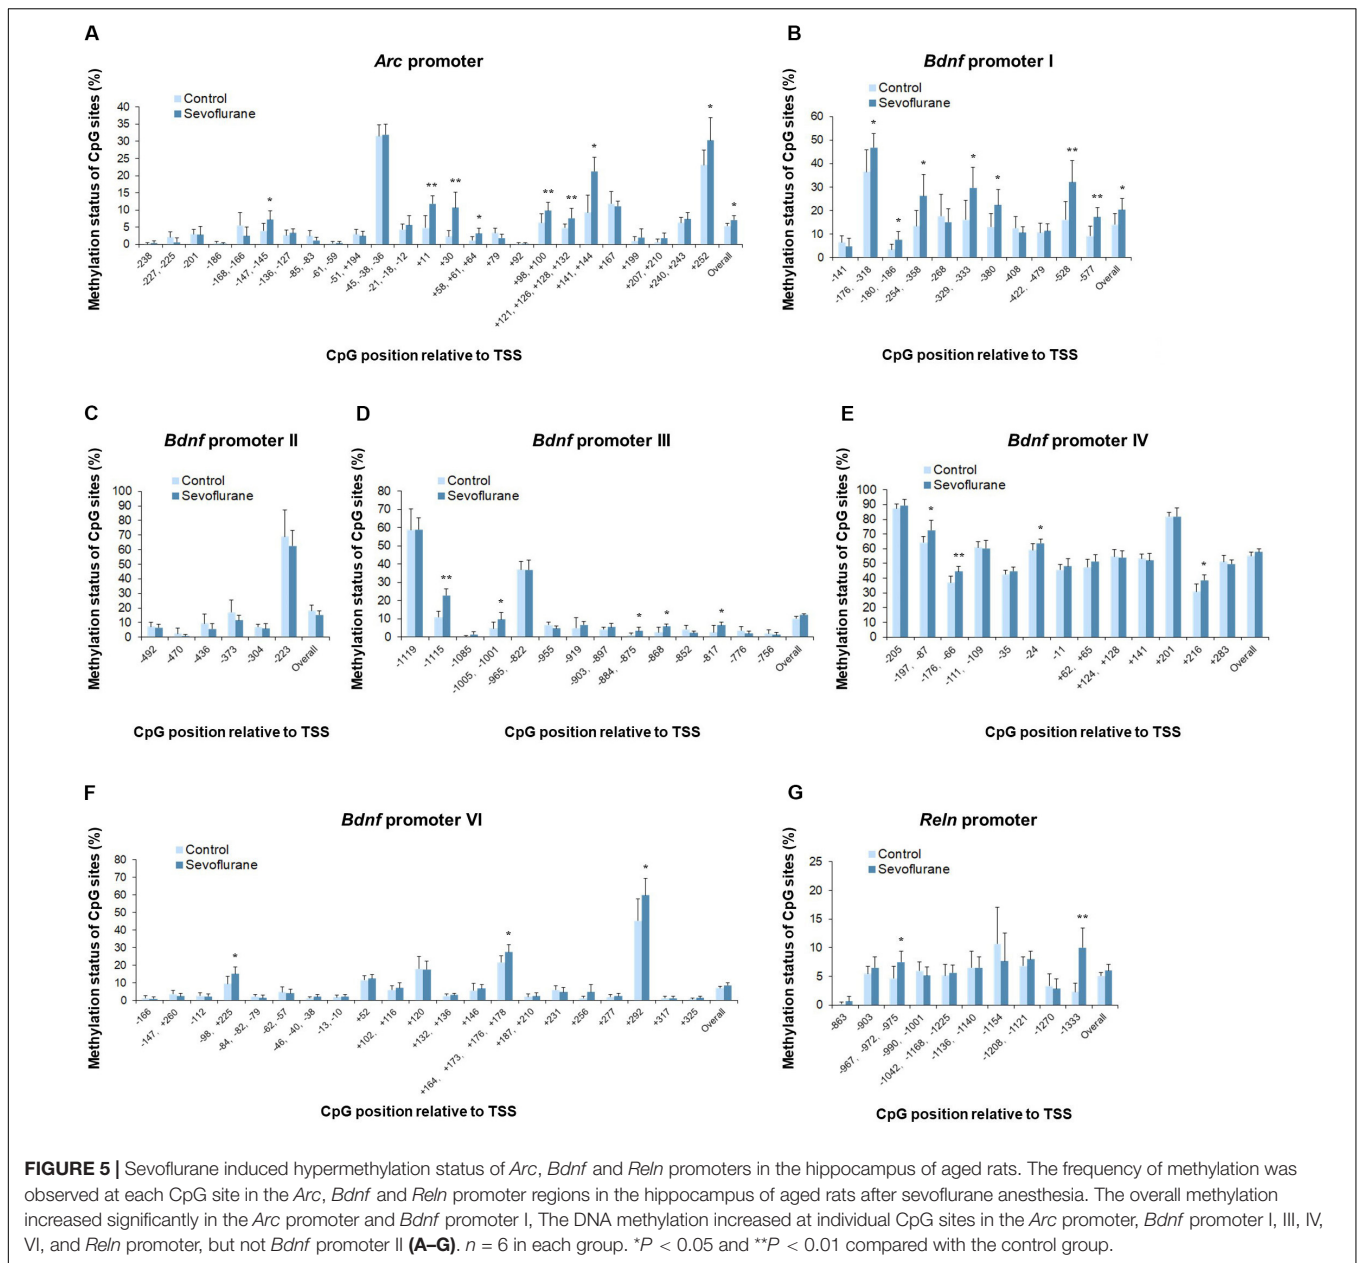 A
Arc promoter
Methylation status of CpG sites (%)
Control
Sevoflurane
40
35
30
25
20
15
10
5
0
* ** ** * ** ** * * *
-238
-227, -225
-201
-186
-168, -166
-147, -145
-136, -127
-85, -83
-61, -59
-51, +194
-45, -38, -36
-21, -18, -12
+11
+30
+58, +61, +64
+79
+92
+98, +100
+121, +126, +128, +132
+141, +144
+167
+199
+207, +210
+240, +243
+252
Overall
CpG position relative to TSS
B
Bdnf promoter I
Methylation status of CpG sites (%)
Control
Sevoflurane
60
50
40
30
20
10
0
* * * * * ** ** *
-141
-176, -318
-180, -186
-254, -358
-268
-329, -333
-380
-408
-422, -479
-528
-577
Overall
CpG position relative to TSS
C
Bdnf promoter II
Methylation status of CpG sites (%)
Control
Sevoflurane
100
90
80
70
60
50
40
30
20
10
0
-492
-470
-436
-373
-304
-223
Overall
CpG position relative to TSS
D
Bdnf promoter III
Methylation status of CpG sites (%)
Control
Sevoflurane
80
70
60
50
40
30
20
10
0
** * * * *
-1119
-1115
-1085
-1005, -1001
-965, -822
-955
-919
-903, -897
-884, -875
-868
-852
-817
-776
-756
Overall
CpG position relative to TSS
E
Bdnf promoter IV
Methylation status of CpG sites (%)
Control
Sevoflurane
100
90
80
70
60
50
40
30
20
10
0
* ** * *
-205
-197, -87
-176, -66
-111, -109
-35
-24
-11
+62, +65
+124, +128
+141
+201
+216
+283
Overall
CpG position relative to TSS
F
Bdnf promoter VI
Methylation status of CpG sites (%)
Control
Sevoflurane
80
70
60
50
40
30
20
10
0
* * *
-166
-147, +260
-112
-98, +225
-84, -82, -79
-62, -57
-46, -40, -38
-13, -10
+52
+102, +116
+120
+132, +136
+146
+164, +173, +176, +178
+187, +210
+231
+256
+277
+292
+317
+325
Overall
CpG position relative to TSS
G
Reln promoter
Methylation status of CpG sites (%)
Control
Sevoflurane
25
20
15
10
5
0
* **
-863
-903
-967, -972, -975
-990, -1001
-1042, -1168, -1225
-1136, -1140
-1154
-1208, -1121
-1270
-1333
Overall
CpG position relative to TSS
FIGURE 5 | Sevoflurane induced hypermethylation status of Arc, Bdnf and Reln promoters in the hippocampus of aged rats. The frequency of methylation was
observed at each CpG site in the Arc, Bdnf and Reln promoter regions in the hippocampus of aged rats after sevoflurane anesthesia. The overall methylation
increased significantly in the Arc promoter and Bdnf promoter I, The DNA methylation increased at individual CpG sites in the Arc promoter, Bdnf promoter I, III, IV,
VI, and Reln promoter, but not Bdnf promoter II (A–G). n = 6 in each group. *P < 0.05 and **P < 0.01 compared with the control group.